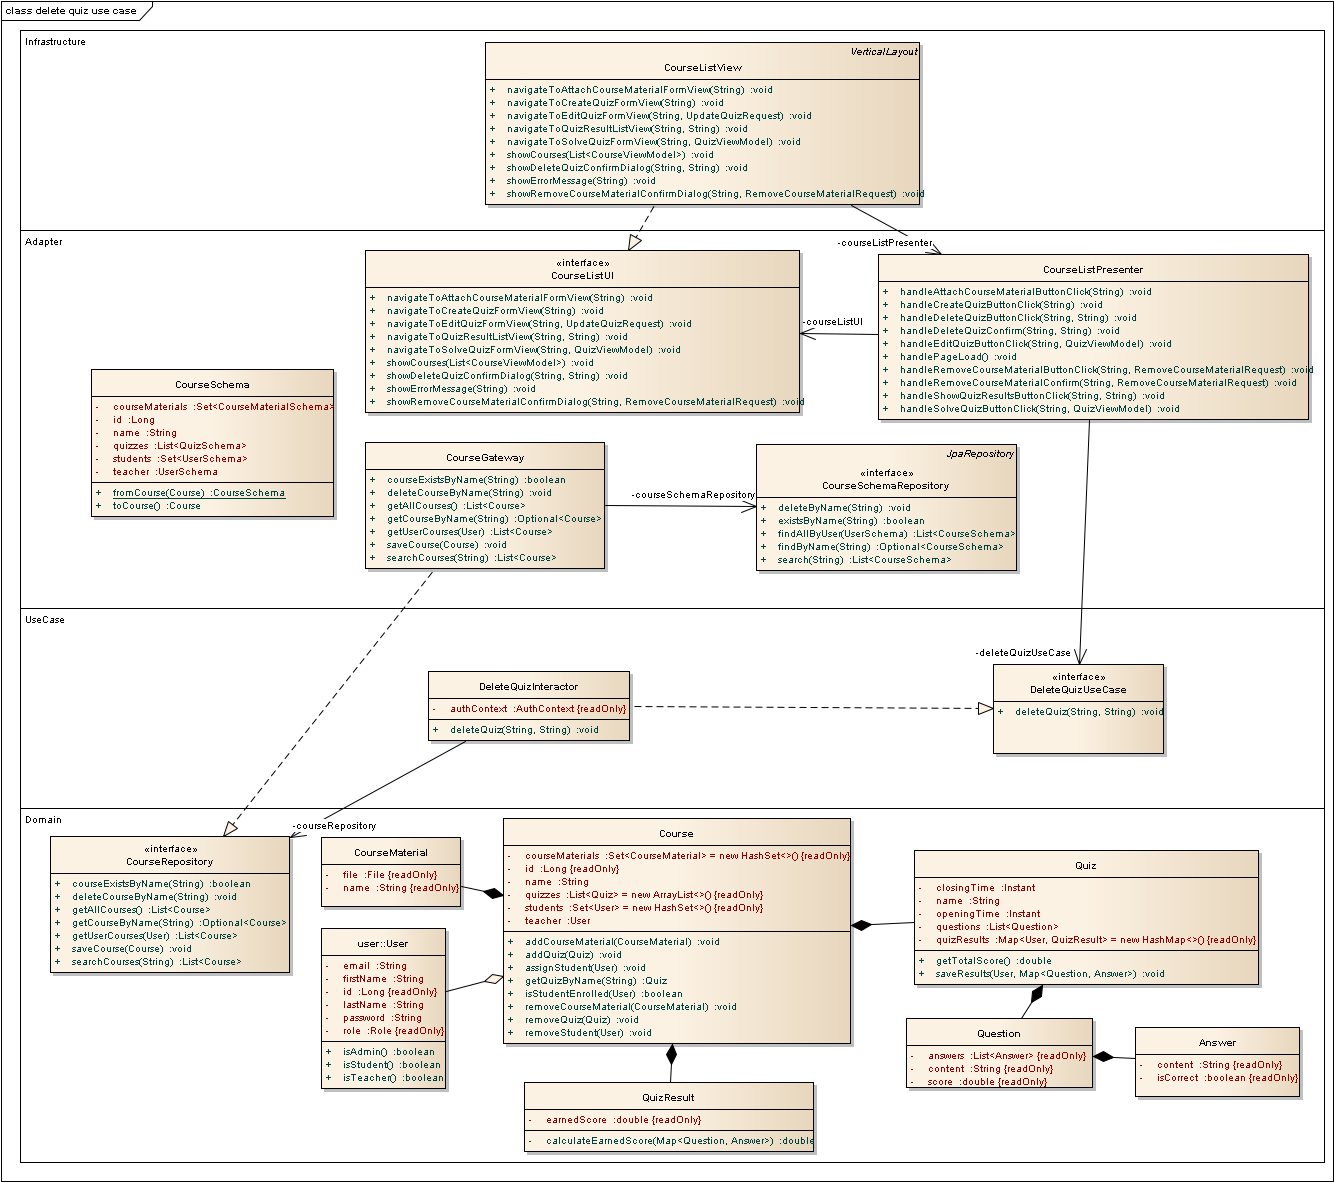 class delete quiz use case
Infrastructure
VerticalLayout
CourseListView
+ navigateToAttachCourseMaterialFormView(String) :void
+ navigateToCreateQuizFormView(String) :void
+ navigateToEditQuizFormView(String, UpdateQuizRequest) :void
+ navigateToQuizResultListView(String, String) :void
+ navigateToSolveQuizFormView(String, QuizViewModel) :void
+ showCourses(List<CourseViewModel>) :void
+ showDeleteQuizConfirmDialog(String, String) :void
+ showErrorMessage(String) :void
+ showRemoveCourseMaterialConfirmDialog(String, RemoveCourseMaterialRequest) :void
Adapter
-courseListPresenter
«interface»
CourseListUI
+ navigateToAttachCourseMaterialFormView(String) :void
+ navigateToCreateQuizFormView(String) :void
+ navigateToEditQuizFormView(String, UpdateQuizRequest) :void
+ navigateToQuizResultListView(String, String) :void
+ navigateToSolveQuizFormView(String, QuizViewModel) :void
+ showCourses(List<CourseViewModel>) :void
+ showDeleteQuizConfirmDialog(String, String) :void
+ showErrorMessage(String) :void
+ showRemoveCourseMaterialConfirmDialog(String, RemoveCourseMaterialRequest) :void
-courseListUI
CourseListPresenter
+ handleAttachCourseMaterialButtonClick(String) :void
+ handleCreateQuizButtonClick(String) :void
+ handleDeleteQuizButtonClick(String, String) :void
+ handleDeleteQuizConfirm(String, String) :void
+ handleEditQuizButtonClick(String, QuizViewModel) :void
+ handlePageLoad() :void
+ handleRemoveCourseMaterialButtonClick(String, RemoveCourseMaterialRequest) :void
+ handleRemoveCourseMaterialConfirm(String, RemoveCourseMaterialRequest) :void
+ handleShowQuizResultsButtonClick(String, String) :void
+ handleSolveQuizButtonClick(String, QuizViewModel) :void
CourseSchema
- courseMaterials :Set<CourseMaterialSchema>
- id :Long
- name :String
- quizzes :List<QuizSchema>
- students :Set<UserSchema>
- teacher :UserSchema
+ fromCourse(Course) :CourseSchema
+ toCourse() :Course
CourseGateway
+ courseExistsByName(String) :boolean
+ deleteCourseByName(String) :void
+ getAllCourses() :List<Course>
+ getCourseByName(String) :Optional<Course>
+ getUserCourses(User) :List<Course>
+ saveCourse(Course) :void
+ searchCourses(String) :List<Course>
-courseSchemaRepository
JpaRepository
«interface»
CourseSchemaRepository
+ deleteByName(String) :void
+ existsByName(String) :boolean
+ findAllByUser(UserSchema) :List<CourseSchema>
+ findByName(String) :Optional<CourseSchema>
+ search(String) :List<CourseSchema>
UseCase
-deleteQuizUseCase
DeleteQuizInteractor
- authContext :AuthContext {readOnly}
+ deleteQuiz(String, String) :void
«interface»
DeleteQuizUseCase
+ deleteQuiz(String, String) :void
Domain
-courseRepository
«interface»
CourseRepository
+ courseExistsByName(String) :boolean
+ deleteCourseByName(String) :void
+ getAllCourses() :List<Course>
+ getCourseByName(String) :Optional<Course>
+ getUserCourses(User) :List<Course>
+ saveCourse(Course) :void
+ searchCourses(String) :List<Course>
CourseMaterial
- file :File {readOnly}
- name :String {readOnly}
user::User
- email :String
- firstName :String
- id :Long {readOnly}
- lastName :String
- password :String
- role :Role {readOnly}
+ isAdmin() :boolean
+ isStudent() :boolean
+ isTeacher() :boolean
Course
- courseMaterials :Set<CourseMaterial> = new HashSet<>() {readOnly}
- id :Long {readOnly}
- name :String
- quizzes :List<Quiz> = new ArrayList<>() {readOnly}
- students :Set<User> = new HashSet<>() {readOnly}
- teacher :User
+ addCourseMaterial(CourseMaterial) :void
+ addQuiz(Quiz) :void
+ assignStudent(User) :void
+ getQuizByName(String) :Quiz
+ isStudentEnrolled(User) :boolean
+ removeCourseMaterial(CourseMaterial) :void
+ removeQuiz(Quiz) :void
+ removeStudent(User) :void
Quiz
- closingTime :Instant
- name :String
- openingTime :Instant
- questions :List<Question>
- quizResults :Map<User, QuizResult> = new HashMap<>() {readOnly}
+ getTotalScore() :double
+ saveResults(User, Map<Question, Answer>) :void
Question
- answers :List<Answer> {readOnly}
- content :String {readOnly}
- score :double {readOnly}
Answer
- content :String {readOnly}
- isCorrect :boolean {readOnly}
QuizResult
- earnedScore :double {readOnly}
- calculateEarnedScore(Map<Question, Answer>) :double